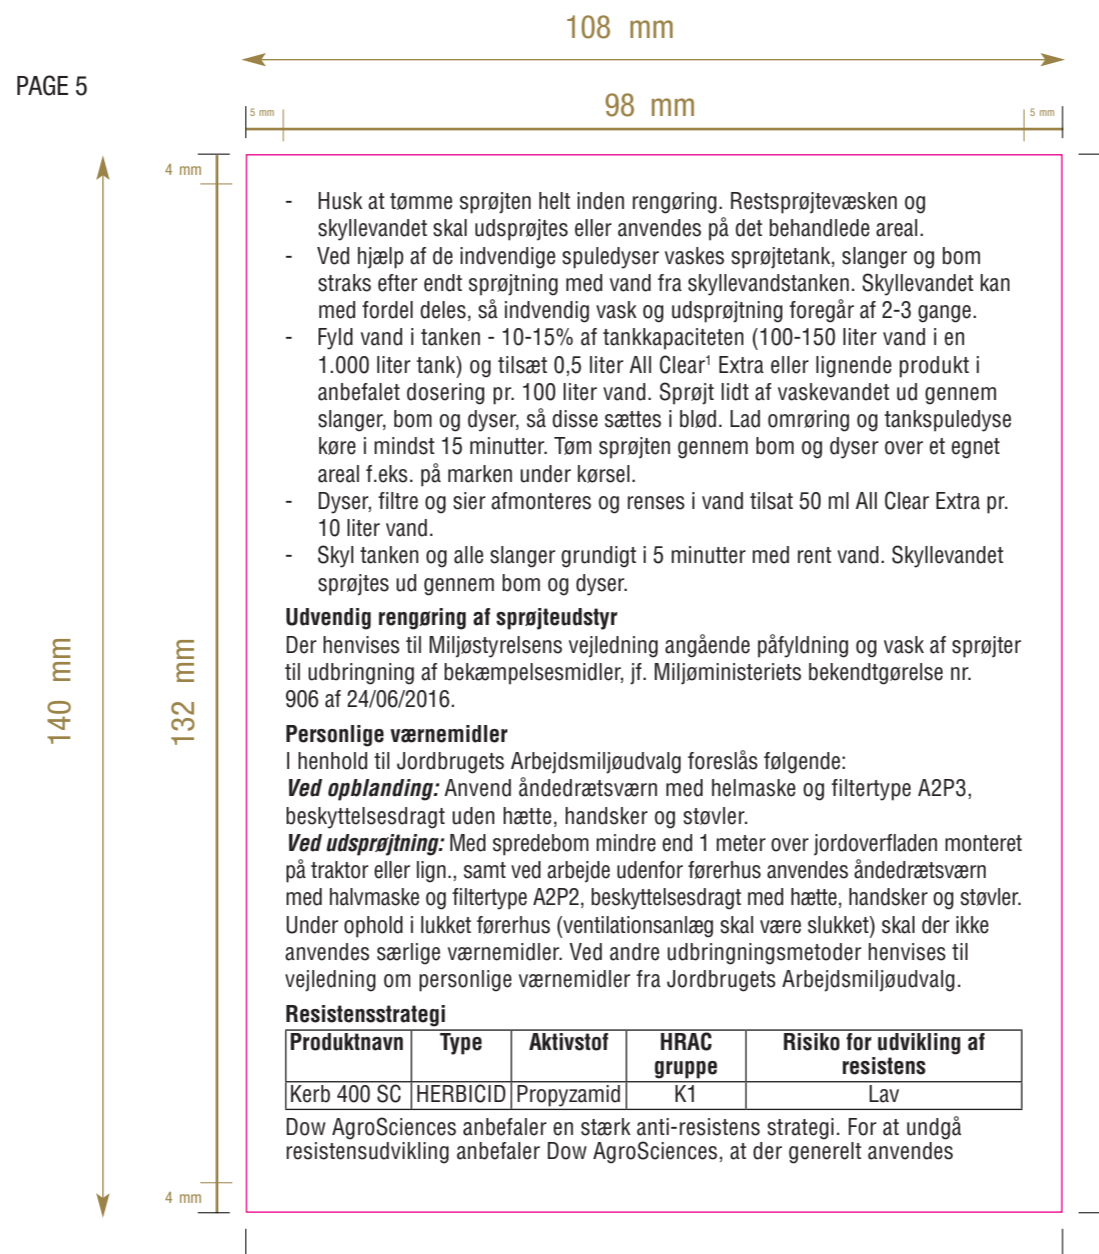 108 mm
PAGE 5
98 mm
5 mm
5 mm
4 mm
140 mm
132 mm
- Husk at tømme sprøjten helt inden rengøring. Restsprøjtevæsken og
skyllevandet skal udsprøjtes eller anvendes på det behandlede areal.
- Ved hjælp af de indvendige spuledyser vaskes sprøjtetank, slanger og bom
straks efter endt sprøjtning med vand fra skyllevandstanken. Skyllevandet kan
med fordel deles, så indvendig vask og udsprøjtning foregår af 2-3 gange.
- Fyld vand i tanken - 10-15% af tankkapaciteten (100-150 liter vand i en
1.000 liter tank) og tilsæt 0,5 liter All Clear¹ Extra eller lignende produkt i
anbefalet dosering pr. 100 liter vand. Sprøjt lidt af vaskevandet ud gennem
slanger, bom og dyser, så disse sættes i blød. Lad omrøring og tankspuledyse
køre i mindst 15 minutter. Tøm sprøjten gennem bom og dyser over et egnet
areal f.eks. på marken under kørsel.
- Dyser, filtre og sier afmonteres og renses i vand tilsat 50 ml All Clear Extra pr.
10 liter vand.
- Skyl tanken og alle slanger grundigt i 5 minutter med rent vand. Skyllevandet
sprøjtes ud gennem bom og dyser.
Udvendig rengøring af sprøjteudstyr
Der henvises til Miljøstyrelsens vejledning angående påfyldning og vask af sprøjter
til udbringning af bekæmpelsesmidler, jf. Miljøministeriets bekendtgørelse nr.
906 af 24/06/2016.
Personlige værnemidler
I henhold til Jordbrugets Arbejdsmiljøudvalg foreslås følgende:
Ved opblanding: Anvend åndedrætsværn med helmaske og filtertype A2P3,
beskyttelsesdragt uden hætte, handsker og støvler.
Ved udsprøjtning: Med spredebom mindre end 1 meter over jordoverfladen monteret
på traktor eller lign., samt ved arbejde udenfor førerhus anvendes åndedrætsværn
med halvmaske og filtertype A2P2, beskyttelsesdragt med hætte, handsker og støvler.
Under ophold i lukket førerhus (ventilationsanlæg skal være slukket) skal der ikke
anvendes særlige værnemidler. Ved andre udbringningsmetoder henvises til
vejledning om personlige værnemidler fra Jordbrugets Arbejdsmiljøudvalg.
Resistensstrategi
Produktnavn Type Aktivstof HRAC gruppe Risiko for udvikling af resistens
Kerb 400 SC HERBICID Propyzamid K1 Lav
Dow AgroSciences anbefaler en stærk anti-resistens strategi. For at undgå
resistensudvikling anbefaler Dow AgroSciences, at der generelt anvendes
4 mm